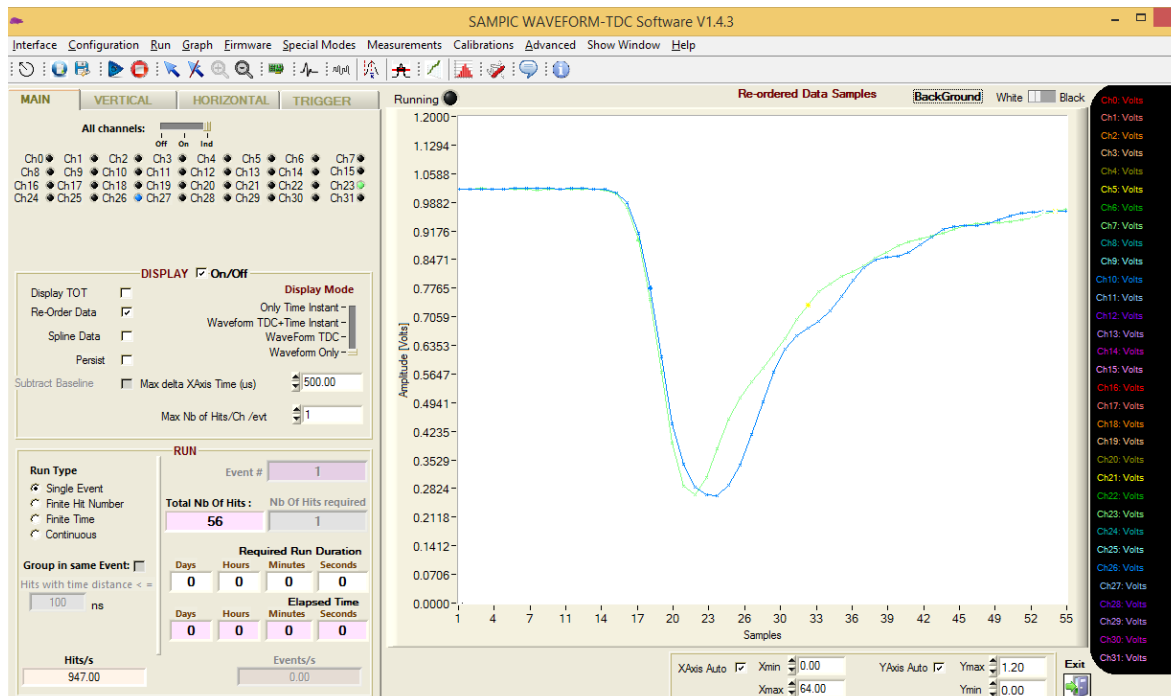 SAMPIC WAVEFORM-TDC Software V1.4.3
Interface Configuration Run Graph Firmware Special Modes Measurements Calibrations Advanced Show Window Help
MAIN VERTICAL HORIZONTAL TRIGGER
All channels:
Off On Ind
Ch0 Ch1 Ch2 Ch3 Ch4 Ch5 Ch6 Ch7
Ch8 Ch9 Ch10 Ch11 Ch12 Ch13 Ch14 Ch15
Ch16 Ch17 Ch18 Ch19 Ch20 Ch21 Ch22 Ch23
Ch24 Ch25 Ch26 Ch27 Ch28 Ch29 Ch30 Ch31
DISPLAY On/Off
Display TOT
Re-Order Data
Spline Data
Persist
Subtract Baseline
Display Mode
Only Time Instant
Waveform TDC+Time Instant
WaveForm TDC
Waveform Only
Max delta XAxis Time (us) 500.00
Max Nb of Hits/Ch /evt 1
RUN
Run Type
Single Event
Finite Hit Number
Finite Time
Continuous
Group in same Event:
Hits with time distance < =
100 ns
Hits/s
947.00
Event # 1
Total Nb Of Hits : Nb Of Hits required
56 1
Required Run Duration
Days Hours Minutes Seconds
0 0 0 0
Elapsed Time
Days Hours Minutes Seconds
0 0 0 0
Events/s
0.00
Running
Re-ordered Data Samples
BackGround
White Black
Amplitude [Volts]
1.2000
1.1294
1.0588
0.9882
0.9176
0.8471
0.7765
0.7059
0.6353
0.5647
0.4941
0.4235
0.3529
0.2824
0.2118
0.1412
0.0706
0.0000
1 4 7 11 14 17 20 23 26 30 33 36 39 42 45 49 52 55
Samples
XAxis Auto Xmin 0.00 YAxis Auto Ymax 1.20
Xmax 64.00 Ymin 0.00
Exit
Ch0: Volts
Ch1: Volts
Ch2: Volts
Ch3: Volts
Ch4: Volts
Ch5: Volts
Ch6: Volts
Ch7: Volts
Ch8: Volts
Ch9: Volts
Ch10: Volts
Ch11: Volts
Ch12: Volts
Ch13: Volts
Ch14: Volts
Ch15: Volts
Ch16: Volts
Ch17: Volts
Ch18: Volts
Ch19: Volts
Ch20: Volts
Ch21: Volts
Ch22: Volts
Ch23: Volts
Ch24: Volts
Ch25: Volts
Ch26: Volts
Ch27: Volts
Ch28: Volts
Ch29: Volts
Ch30: Volts
Ch31: Volts